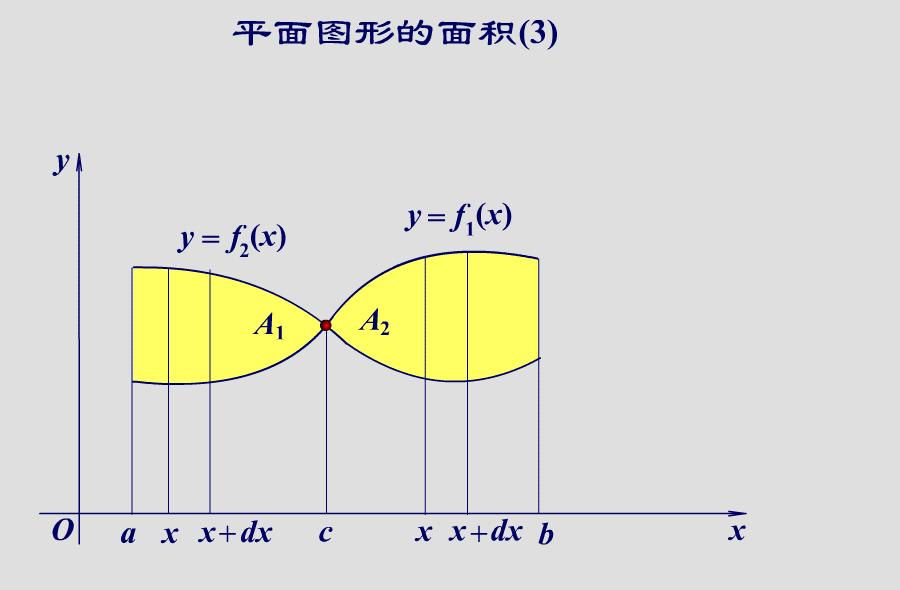 平面图形的面积(3)
y
y = f₁(x)
y = f₂(x)
A₁ A₂
O a x x+dx c x x+dx b x